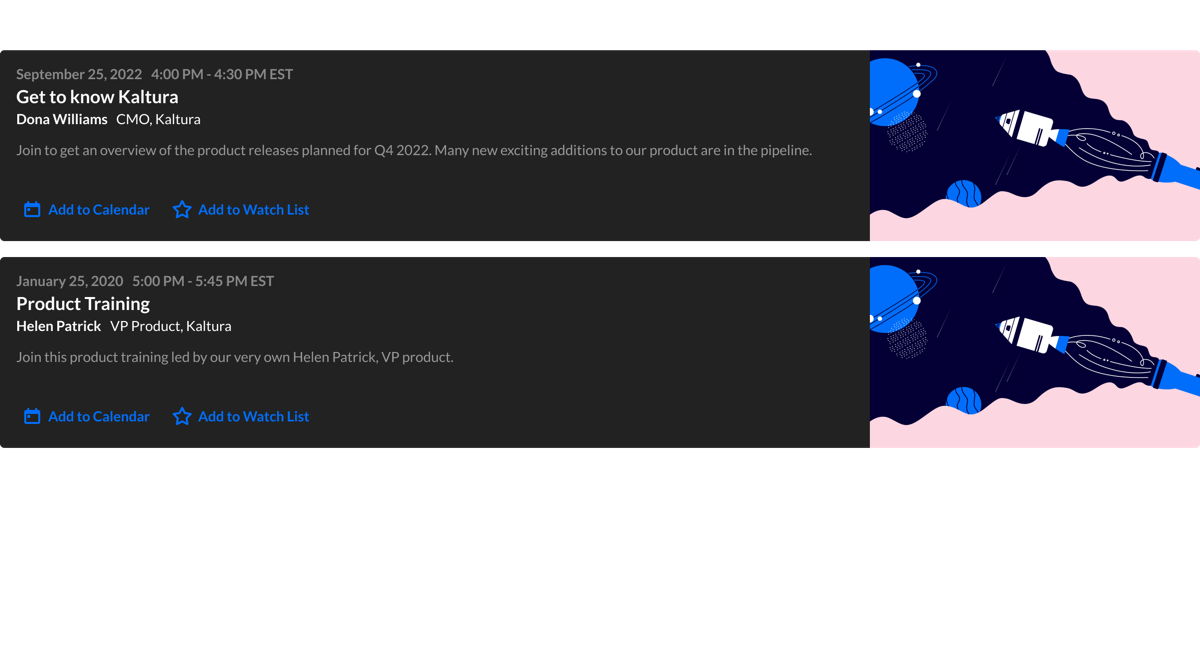 September 25, 2022 4:00 PM - 4:30 PM EST
Get to know Kaltura
Dona Williams CMO, Kaltura
Join to get an overview of the product releases planned for Q4 2022. Many new exciting additions to our product are in the pipeline.
Add to Calendar Add to Watch List
January 25, 2020 5:00 PM - 5:45 PM EST
Product Training
Helen Patrick VP Product, Kaltura
Join this product training led by our very own Helen Patrick, VP product.
Add to Calendar Add to Watch List